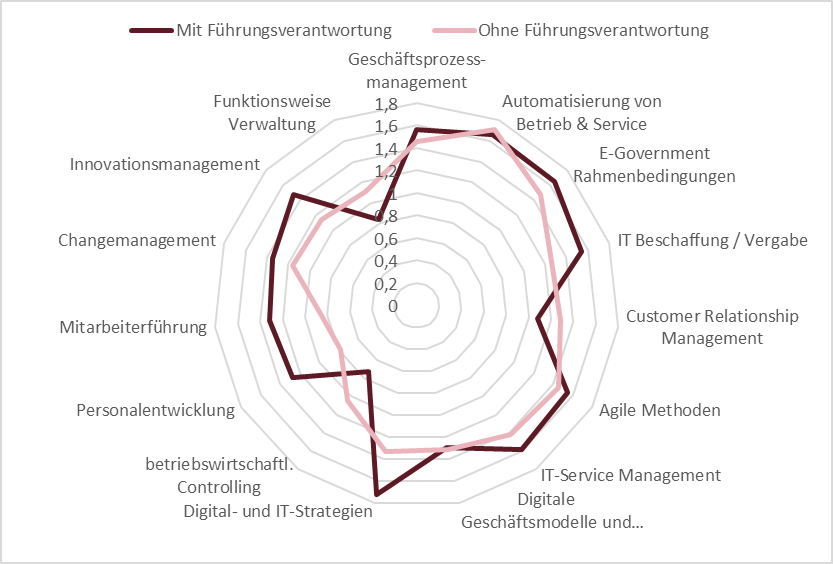 Mit Führungsverantwortung
Ohne Führungsverantwortung
Geschäftsprozess-
management
Automatisierung von
Betrieb & Service
E-Government
Rahmenbedingungen
IT Beschaffung / Vergabe
Customer Relationship
Management
Agile Methoden
IT-Service Management
Digitale
Geschäftsmodelle und…
Digital- und IT-Strategien
betriebswirtschaftl.
Controlling
Personalentwicklung
Mitarbeiterführung
Changemanagement
Innovationsmanagement
Funktionsweise
Verwaltung
1,8
1,6
1,4
1,2
1
0,8
0,6
0,4
0,2
0